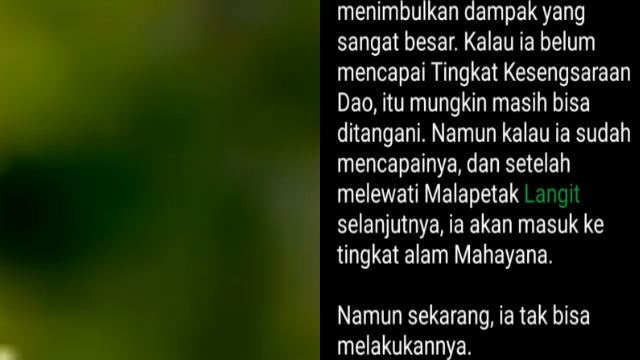 menimbulkan dampak yang
sangat besar. Kalau ia belum
mencapai Tingkat Kesengsaraan
Dao, itu mungkin masih bisa
ditangani. Namun kalau ia sudah
mencapainya, dan setelah
melewati Malapetak Langit
selanjutnya, ia akan masuk ke
tingkat alam Mahayana.
Namun sekarang, ia tak bisa
melakukannya.